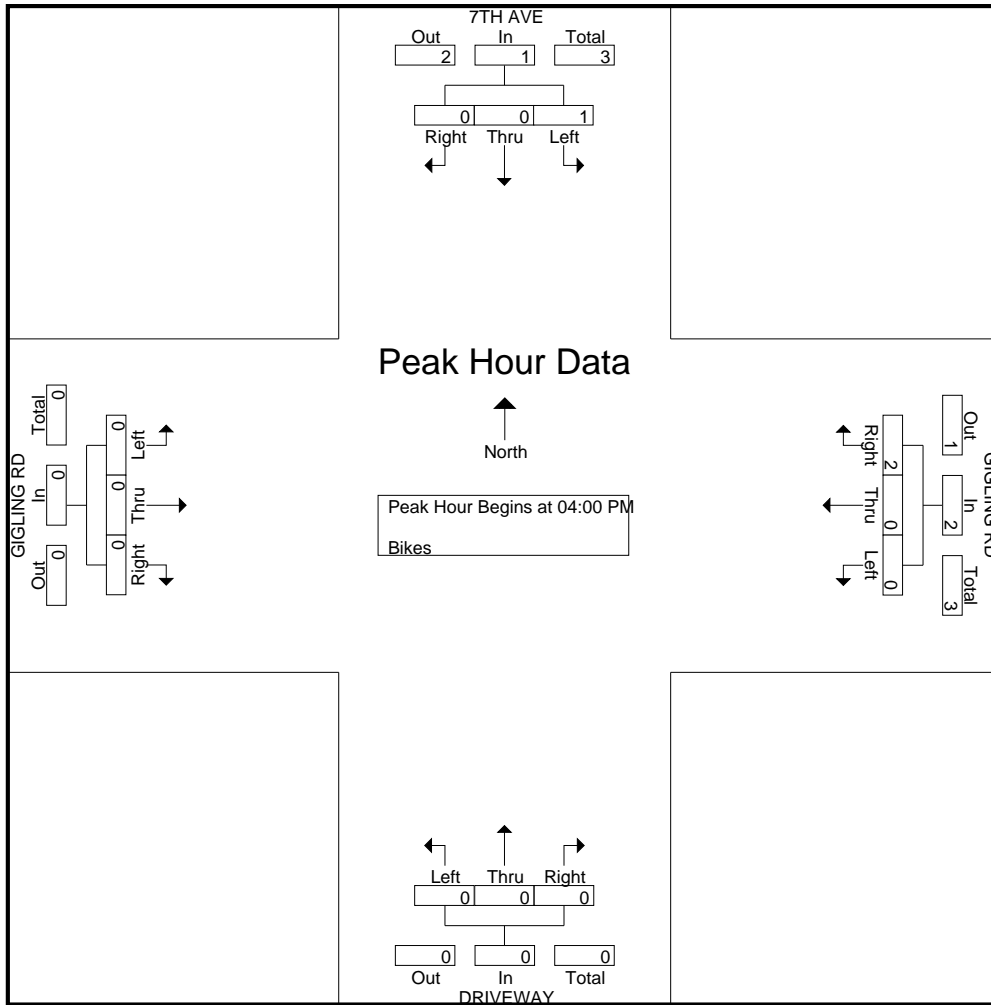 7TH AVE
Out In Total
2 1 3
0 0 1
Right Thru Left
Peak Hour Data
North
Peak Hour Begins at 04:00 PM
Bikes
GIGLING RD
Total In Out
0 0 0
0 0 0
Left Thru Right
GIGLING RD
Out In Total
1 2 3
2 0 0
Right Thru Left
Left Thru Right
0 0 0
0 0 0
Out In Total
DRIVEWAY